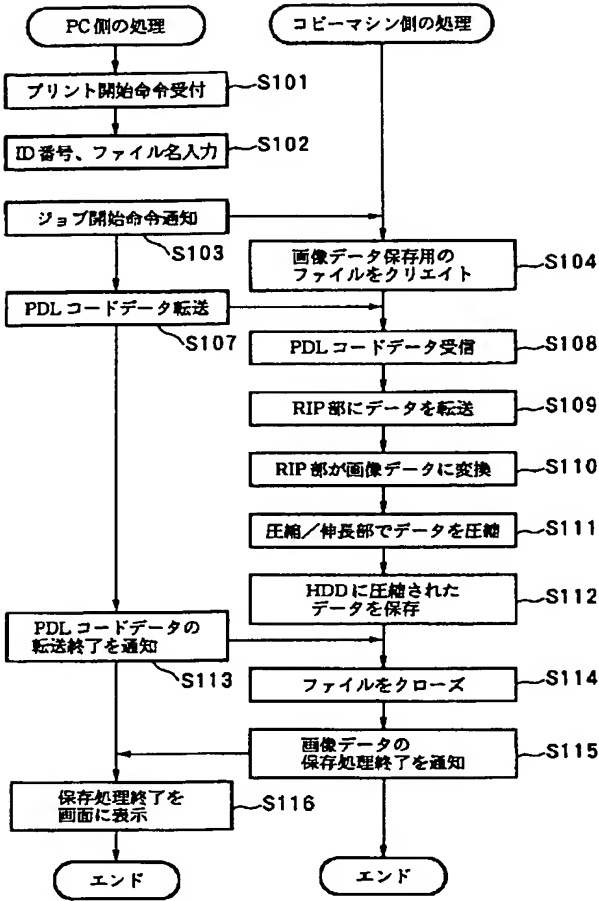 PC側の処理
コピーマシン側の処理
プリント開始命令受付
S101
ID番号、ファイル名入力
S102
ジョブ開始命令通知
S103
画像データ保存用の
ファイルをクリエイト
S104
PDLコードデータ転送
S107
PDLコードデータ受信
S108
RIP部にデータを転送
S109
RIP部が画像データに変換
S110
圧縮/伸長部でデータを圧縮
S111
HDDに圧縮された
データを保存
S112
PDLコードデータの
転送終了を通知
S113
ファイルをクローズ
S114
画像データの
保存処理終了を通知
S115
保存処理終了を
画面に表示
S116
エンド
エンド